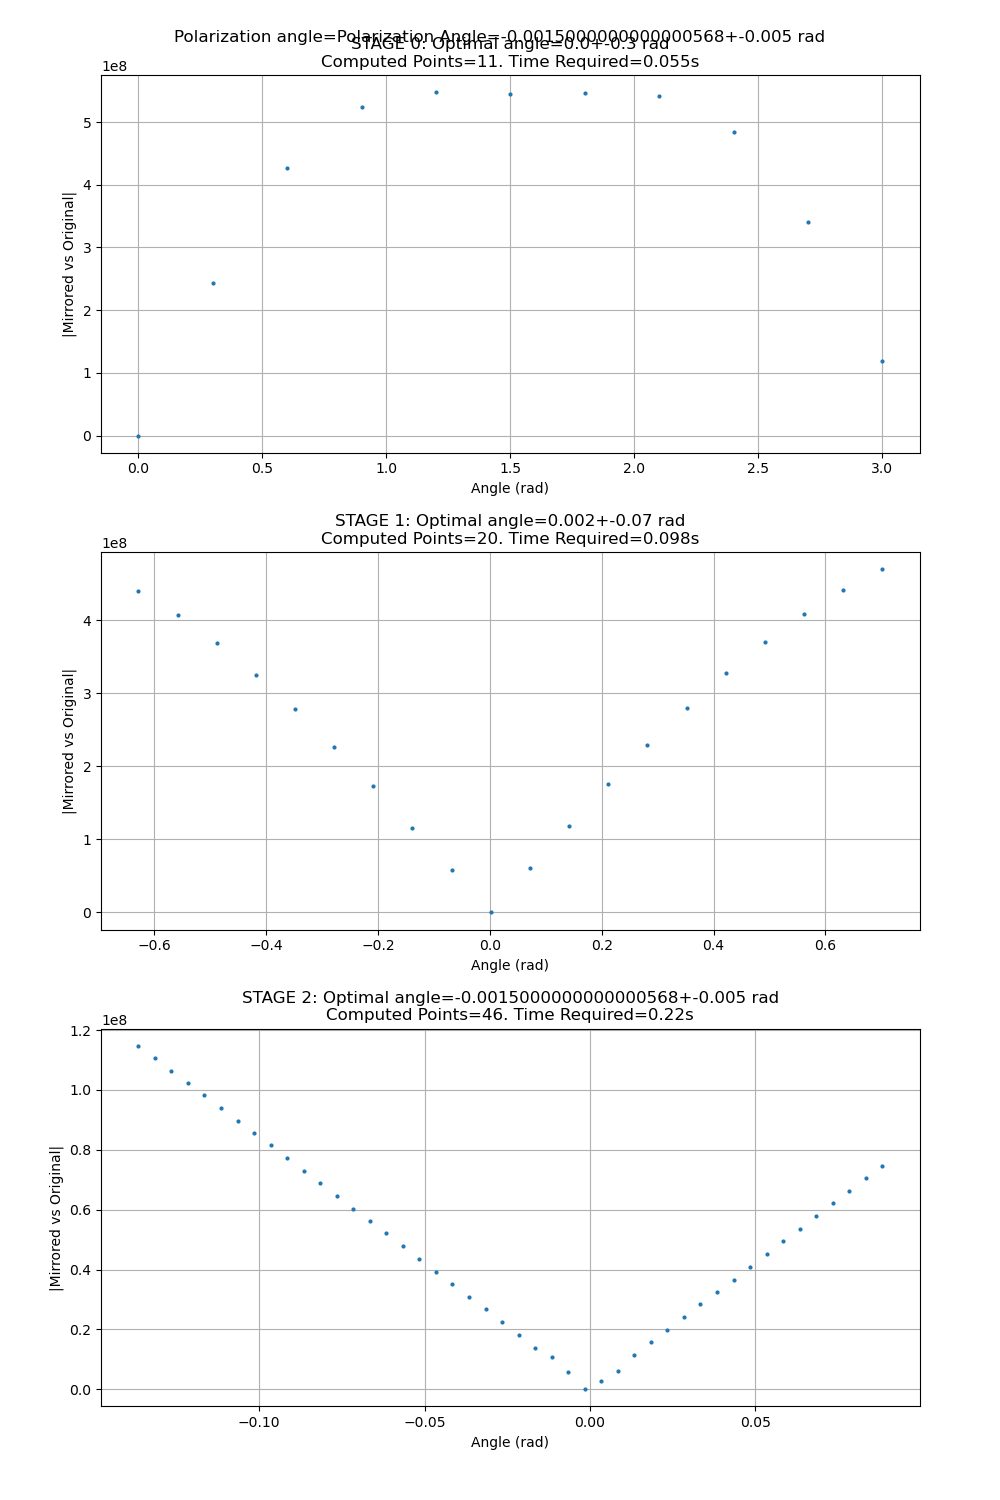 Polarization angle=Polarization Angle=-0.0015000000000000568+-0.005 rad
STAGE 0: Optimal angle=0.0+-0.3 rad
Computed Points=11. Time Required=0.055s
1e8
5
4
3
2
1
0
|Mirrored vs Original|
0.0 0.5 1.0 1.5 2.0 2.5 3.0
Angle (rad)
STAGE 1: Optimal angle=0.002+-0.07 rad
Computed Points=20. Time Required=0.098s
1e8
4
3
2
1
0
|Mirrored vs Original|
−0.6 −0.4 −0.2 0.0 0.2 0.4 0.6
Angle (rad)
STAGE 2: Optimal angle=-0.0015000000000000568+-0.005 rad
Computed Points=46. Time Required=0.22s
1e8
1.2
1.0
0.8
0.6
0.4
0.2
0.0
|Mirrored vs Original|
−0.10 −0.05 0.00 0.05
Angle (rad)